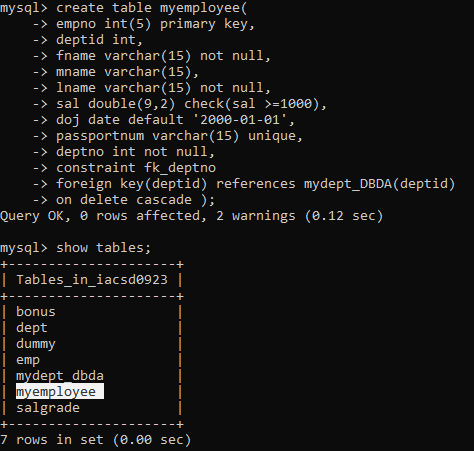 mysql> create table myemployee(
    -> empno int(5) primary key,
    -> deptid int,
    -> fname varchar(15) not null,
    -> mname varchar(15),
    -> lname varchar(15) not null,
    -> sal double(9,2) check(sal >=1000),
    -> doj date default '2000-01-01',
    -> passportnum varchar(15) unique,
    -> deptno int not null,
    -> constraint fk_deptno
    -> foreign key(deptid) references mydept_DBDA(deptid)
    -> on delete cascade );
Query OK, 0 rows affected, 2 warnings (0.12 sec)

mysql> show tables;
+---------------------+
| Tables_in_iacsd0923 |
+---------------------+
| bonus               |
| dept                |
| dummy               |
| emp                 |
| mydept_dbda         |
| myemployee          |
| salgrade            |
+---------------------+
7 rows in set (0.00 sec)